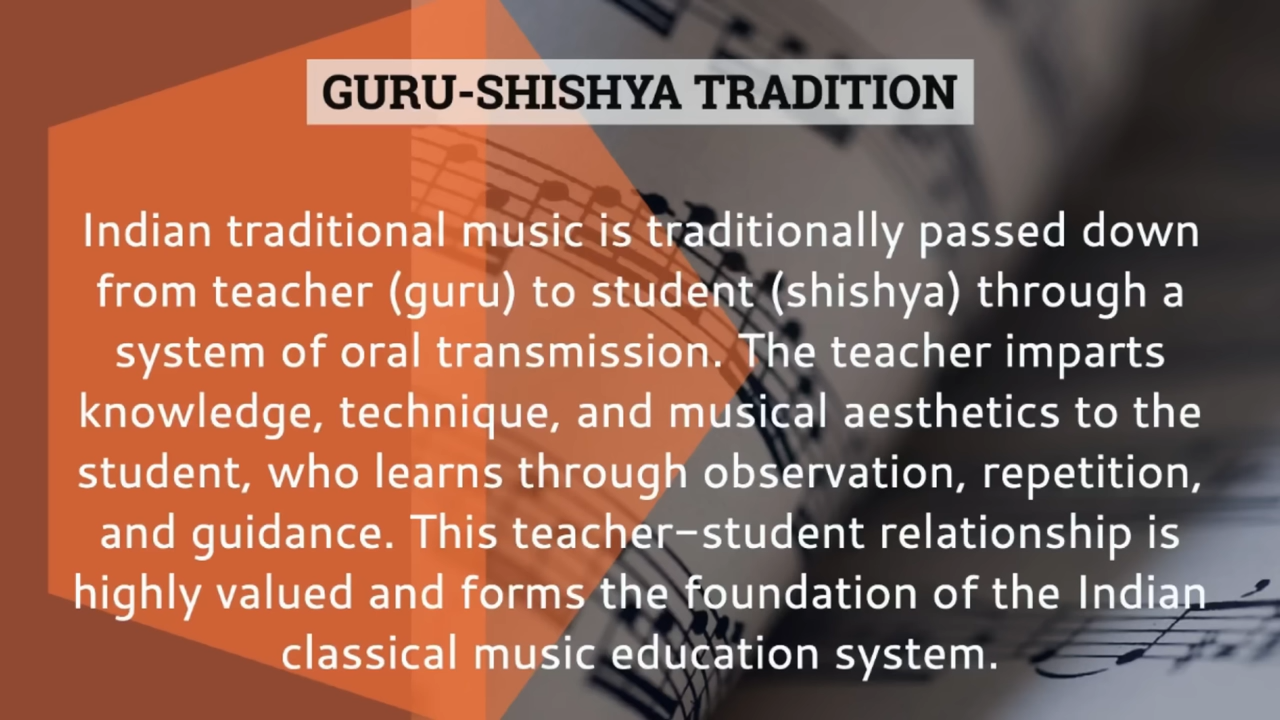 GURU-SHISHYA TRADITION
Indian traditional music is traditionally passed down
from teacher (guru) to student (shishya) through a
system of oral transmission. The teacher imparts
knowledge, technique, and musical aesthetics to the
student, who learns through observation, repetition,
and guidance. This teacher–student relationship is
highly valued and forms the foundation of the Indian
classical music education system.